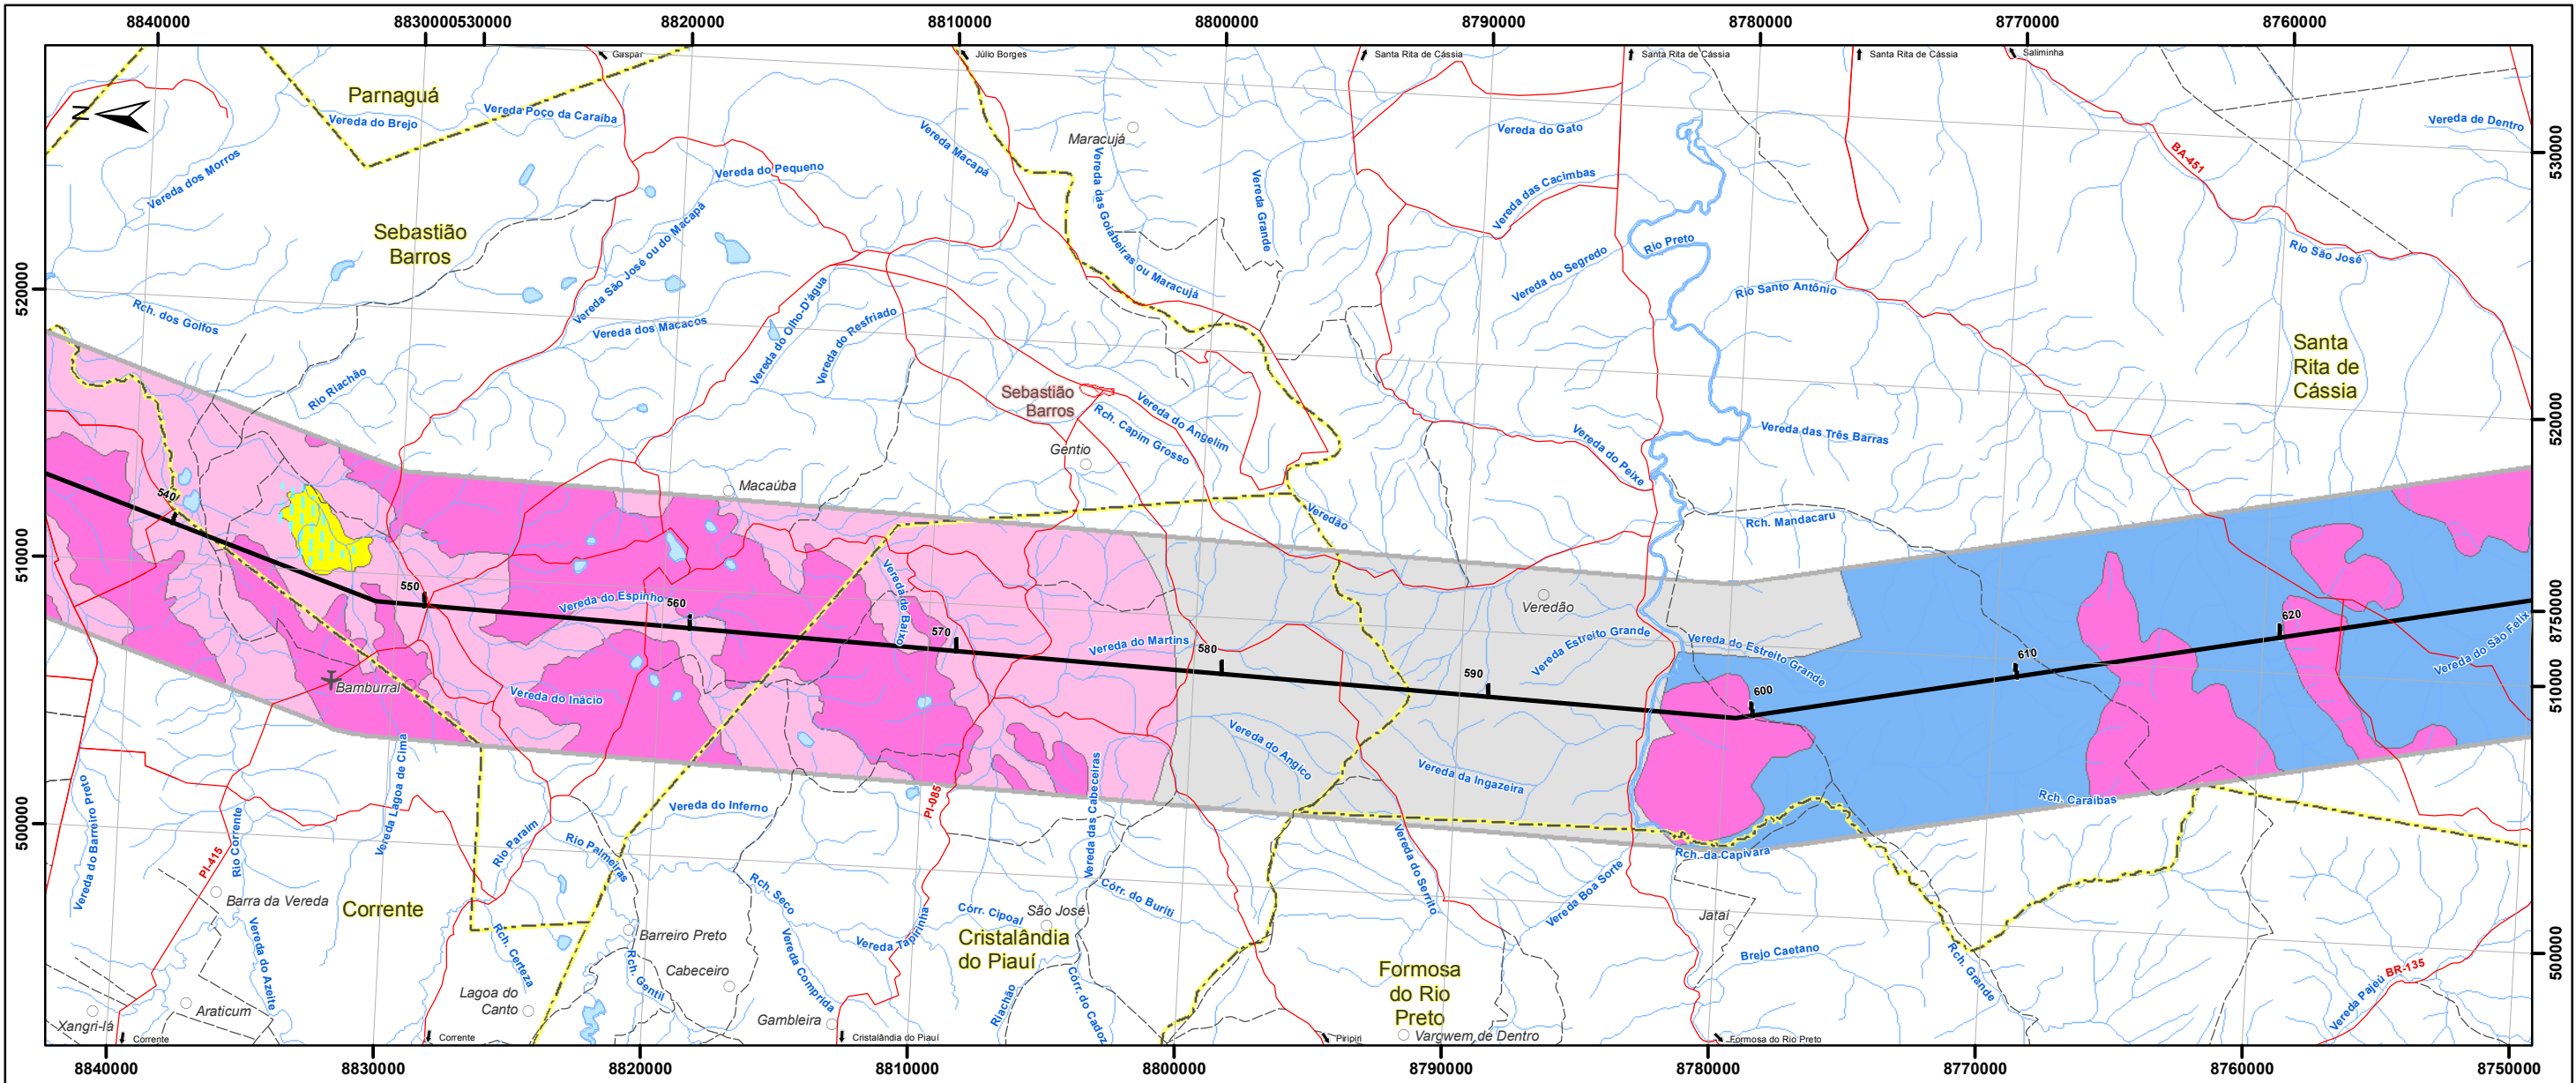 8840000
8830000530000
8820000
8810000
8800000
8790000
8780000
8770000
8760000
Gaspar
Júlio Borges
Santa Rita de Cássia
Santa Rita de Cássia
Santa Rita de Cássia
Saliminha
N
Parnaguá
Vereda do Brejo
Vereda Poço da Caraíba
Vereda dos Morros
Vereda do Pequeno
Vereda Macapá
Maracujá
Vereda das Goiabeiras ou Maracujá
Vereda Grande
Vereda do Gato
Vereda das Cacimbas
BA-451
Vereda de Dentro
530000
Sebastião
Barros
Vereda São José ou do Macapá
Vereda do Segredo
Rio Preto
Rio São José
520000
Rch. dos Golfos
Vereda dos Macacos
Vereda do Olho-D'água
Vereda do Resfriado
Rio Santo Antônio
Rio Riachão
Santa
Rita de
Cássia
Sebastião
Barros
Rch. Capim Grosso
Vereda do Angelim
Gentio
Vereda do Peixe
Vereda das Três Barras
520000
Macaúba
Veredão
Rch. Mandacaru
540
510000
550
Vereda do Espinho
560
Vereda de Baixo
570
Vereda do Martins
580
590
Veredão
Vereda Estreito Grande
Vereda do Estreito Grande
600
610
620
Vereda do São Felix
8750000
510000
Bamburral
Vereda do Inácio
Vereda do Angico
Vereda da Ingazeira
Rch. Caraíbas
500000
Vereda do Barreiro Preto
PI-415
Rio Corrente
Vereda Lagoa de Cima
Rio Paraim
Rio Palmeiras
Vereda do Inferno
PI-085
Vereda das Cabeceiras
Vereda do Serrito
Vereda Boa Sorte
Rch. da Capivara
Barra da Vereda
Corrente
Vereda do Azeite
Rch. Certeza
Barreiro Preto
Rch. Seco
Córr. Cipoal
São José
Córr. do Buriti
Vereda Tapirinha
Cristalândia
do Piauí
Jataí
Brejo Caetano
Rch. Grande
500000
Cabeceiro
Rch. Gentil
Vereda Comprida
Lagoa do
Canto
Gambleira
Riachão
Córr. do Cadoz
Formosa
do Rio
Preto
BR-135
Vereda Pajeú
Xangri-lá
Araticum
Vargwem de Dentro
Corrente
Corrente
Cristalândia do Piauí
Piripiri
Formosa do Rio Preto
8840000
8830000
8820000
8810000
8800000
8790000
8780000
8770000
8760000
8750000